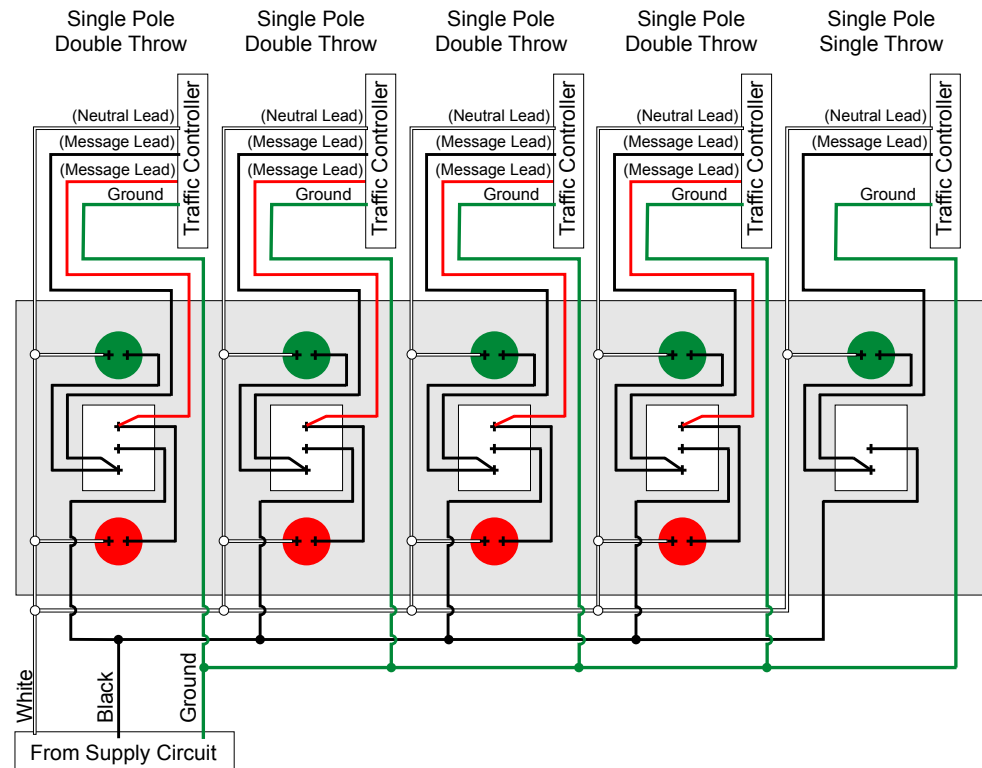 Single Pole
Double Throw
Single Pole
Double Throw
Single Pole
Double Throw
Single Pole
Double Throw
Single Pole
Single Throw
(Neutral Lead)
(Message Lead)
(Message Lead)
Ground
Traffic Controller
(Neutral Lead)
(Message Lead)
(Message Lead)
Ground
Traffic Controller
(Neutral Lead)
(Message Lead)
(Message Lead)
Ground
Traffic Controller
(Neutral Lead)
(Message Lead)
(Message Lead)
Ground
Traffic Controller
(Neutral Lead)
(Message Lead)
Ground
Traffic Controller
White
Black
Ground
From Supply Circuit